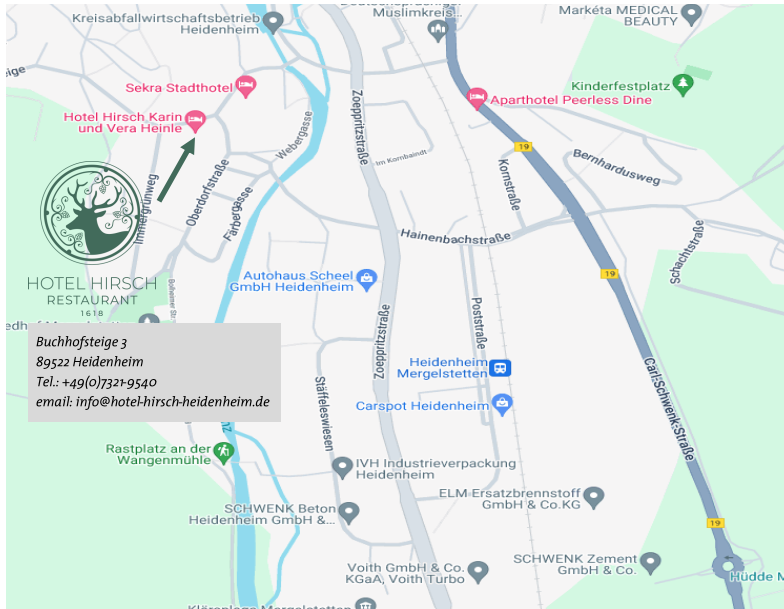 Kreisabfallwirtschaftsbetrieb
Heidenheim
Muslimkreis...
Markéta MEDICAL
BEAUTY
Sekra Stadthotel
Kinderfestplatz
Aparthotel Peerless Dine
Hotel Hirsch Karin
und Vera Heinle
Zoeppritzstraße
Webergasse
Im Kornbaindt
19
Bernhardusweg
Kornstraße
Immergrünweg
Oberdorfstraße
Färbergasse
Hainenbachstraße
Schachtstraße
19
Autohaus Scheel
GmbH Heidenheim
HOTEL HIRSCH
RESTAURANT
1618
Poststraße
Zoeppritzstraße
Buchhofsteige 3
89522 Heidenheim
Tel.: +49(0)7321-9540
email: info@hotel-hirsch-heidenheim.de
Heidenheim
Mergelstetten
Carl-Schwenk-Straße
Stäffeleswiesen
Carspot Heidenheim
Rastplatz an der
Wangenmühle
IVH Industrieverpackung
Heidenheim
ELM Ersatzbrennstoff
GmbH & Co.KG
SCHWENK Beton
Heidenheim GmbH &...
19
Voith GmbH & Co.
KGaA, Voith Turbo
SCHWENK Zement
GmbH & Co.
Hüdde M